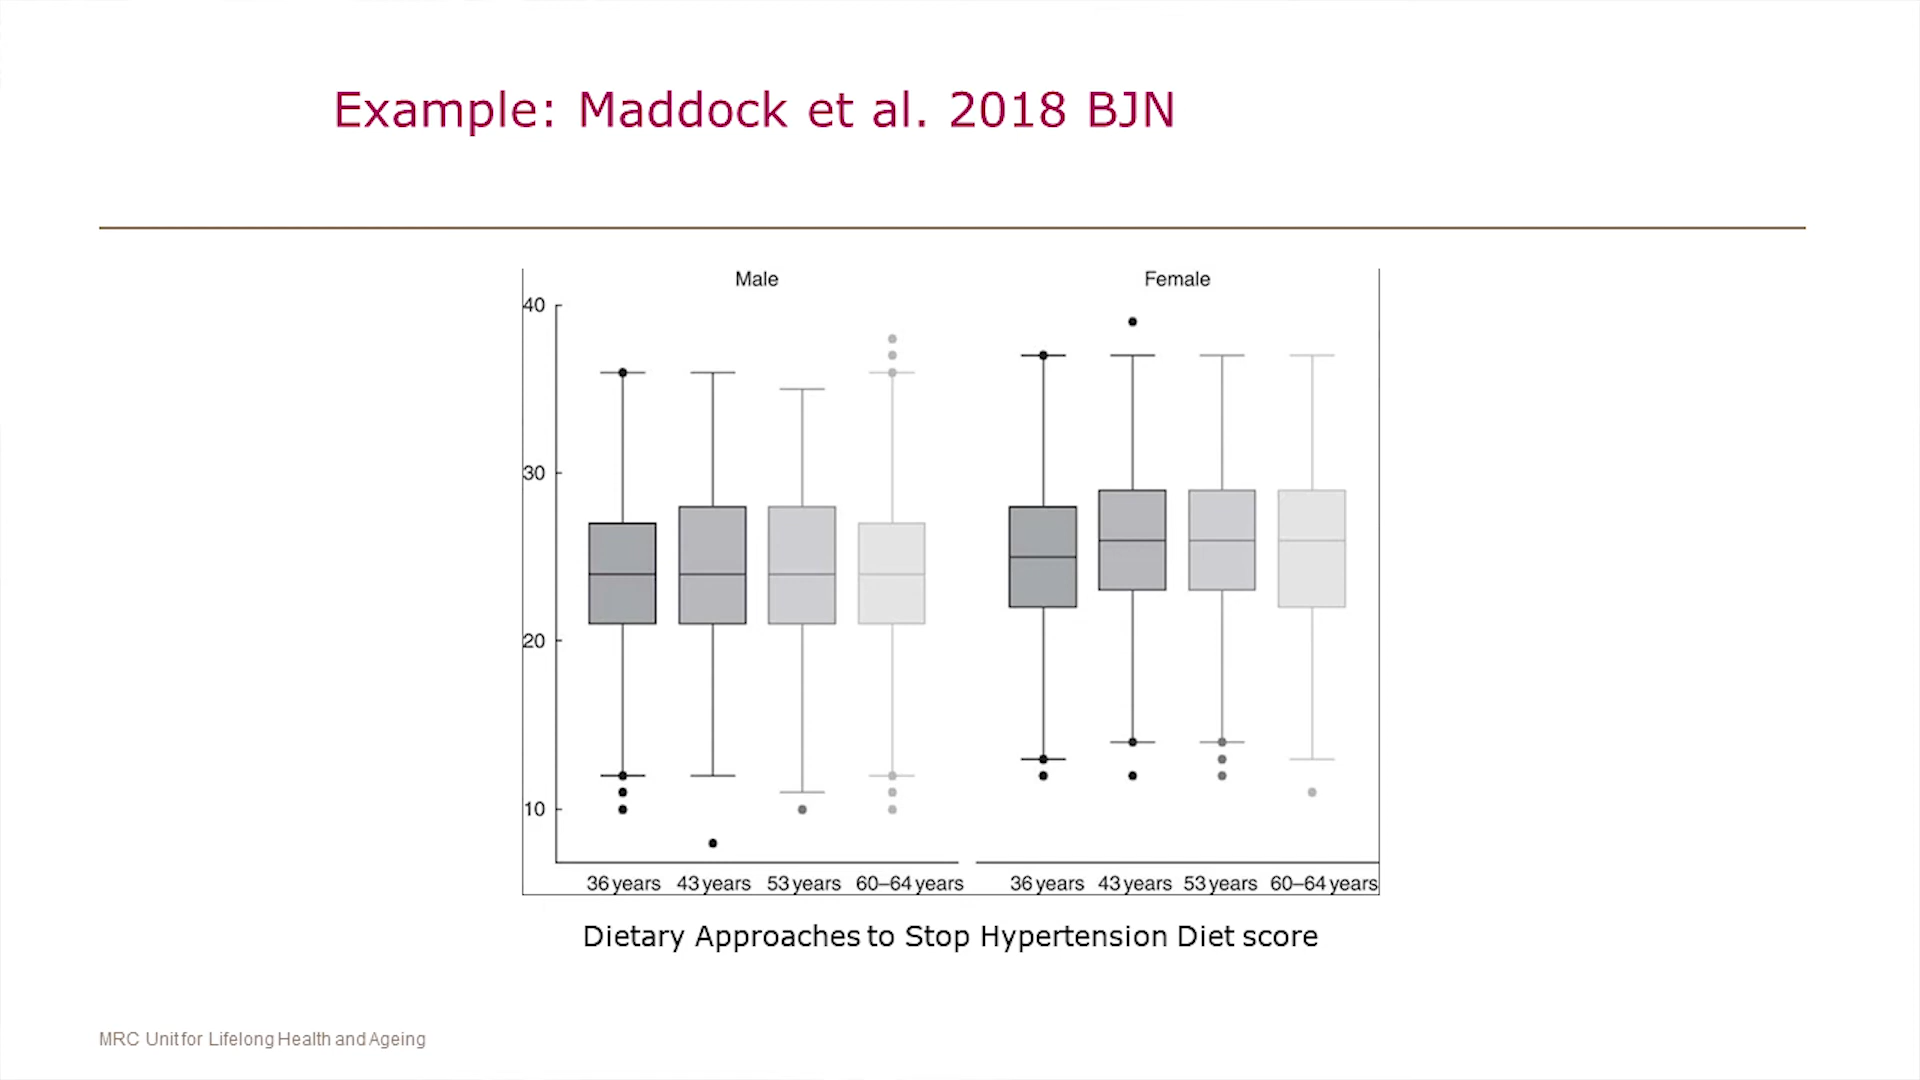 Example: Maddock et al. 2018 BJN
Male Female
40
30
20
10
36 years 43 years 53 years 60–64 years 36 years 43 years 53 years 60–64 years
Dietary Approaches to Stop Hypertension Diet score
MRC Unit for Lifelong Health and Ageing